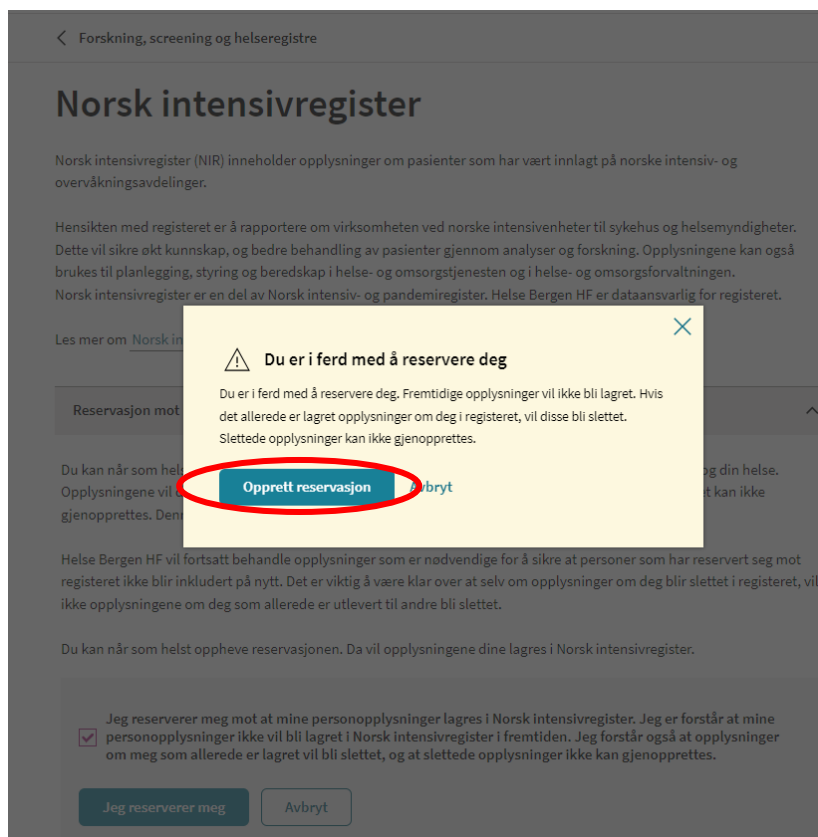 Forskning, screening og helseregistre
Norsk intensivregister
Norsk intensivregister (NIR) inneholder opplysninger om pasienter som har vært innlagt på norske intensiv- og
overvåkningsavdelinger.
Hensikten med registeret er å rapportere om virksomheten ved norske intensivenheter til sykehus og helsemyndigheter.
Dette vil sikre økt kunnskap, og bedre behandling av pasienter gjennom analyser og forskning. Opplysningene kan også
brukes til planlegging, styring og beredskap i helse- og omsorgstjenesten og i helse- og omsorgsforvaltningen.
Norsk intensivregister er en del av Norsk intensiv- og pandemiregister. Helse Bergen HF er dataansvarlig for registeret.
Les mer om Norsk in
Du er i ferd med å reservere deg
Du er i ferd med å reservere deg. Fremtidige opplysninger vil ikke bli lagret. Hvis
det allerede er lagret opplysninger om deg i registeret, vil disse bli slettet.
Slettede opplysninger kan ikke gjenopprettes.
Opprett reservasjon Avbryt
Reservasjon mot
Du kan når som hels og din helse.
Opplysningene vil d et kan ikke
gjenopprettes. Denn
Helse Bergen HF vil fortsatt behandle opplysninger som er nødvendige for å sikre at personer som har reservert seg mot
registeret ikke blir inkludert på nytt. Det er viktig å være klar over at selv om opplysninger om deg blir slettet i registeret, vil
ikke opplysningene om deg som allerede er utlevert til andre bli slettet.
Du kan når som helst oppheve reservasjonen. Da vil opplysningene dine lagres i Norsk intensivregister.
Jeg reserverer meg mot at mine personopplysninger lagres i Norsk intensivregister. Jeg er forstår at mine
personopplysninger ikke vil bli lagret i Norsk intensivregister i fremtiden. Jeg forstår også at opplysninger
om meg som allerede er lagret vil bli slettet, og at slettede opplysninger ikke kan gjenopprettes.
Jeg reserverer meg Avbryt